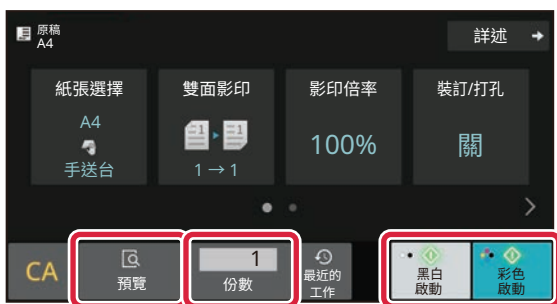 原稿
A4
詳述
紙張選擇
A4
手送台
雙面影印
1
1
1 → 1
影印倍率
100%
裝訂/打孔
關
CA
預覽
1
份數
最近的
工作
黑白
啟動
彩色
啟動